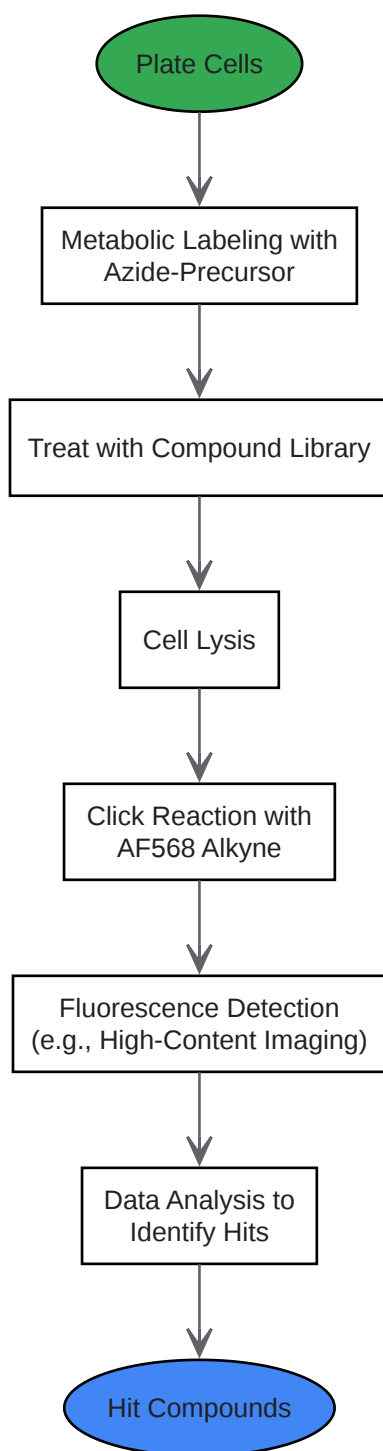 Plate Cells
Metabolic Labeling with
Azide-Precursor
Treat with Compound Library
Cell Lysis
Click Reaction with
AF568 Alkyne
Fluorescence Detection
(e.g., High-Content Imaging)
Data Analysis to
Identify Hits
Hit Compounds